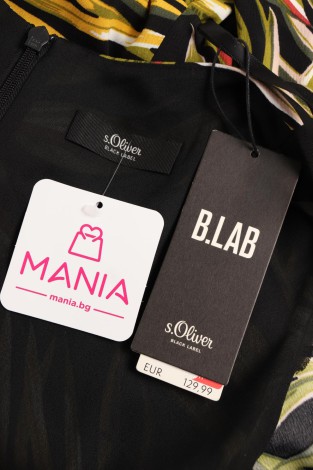 s.Oliver
BLACK LABEL
MANIA
mania.bg
B.LAB
s.Oliver
BLACK LABEL
EUR
129,99